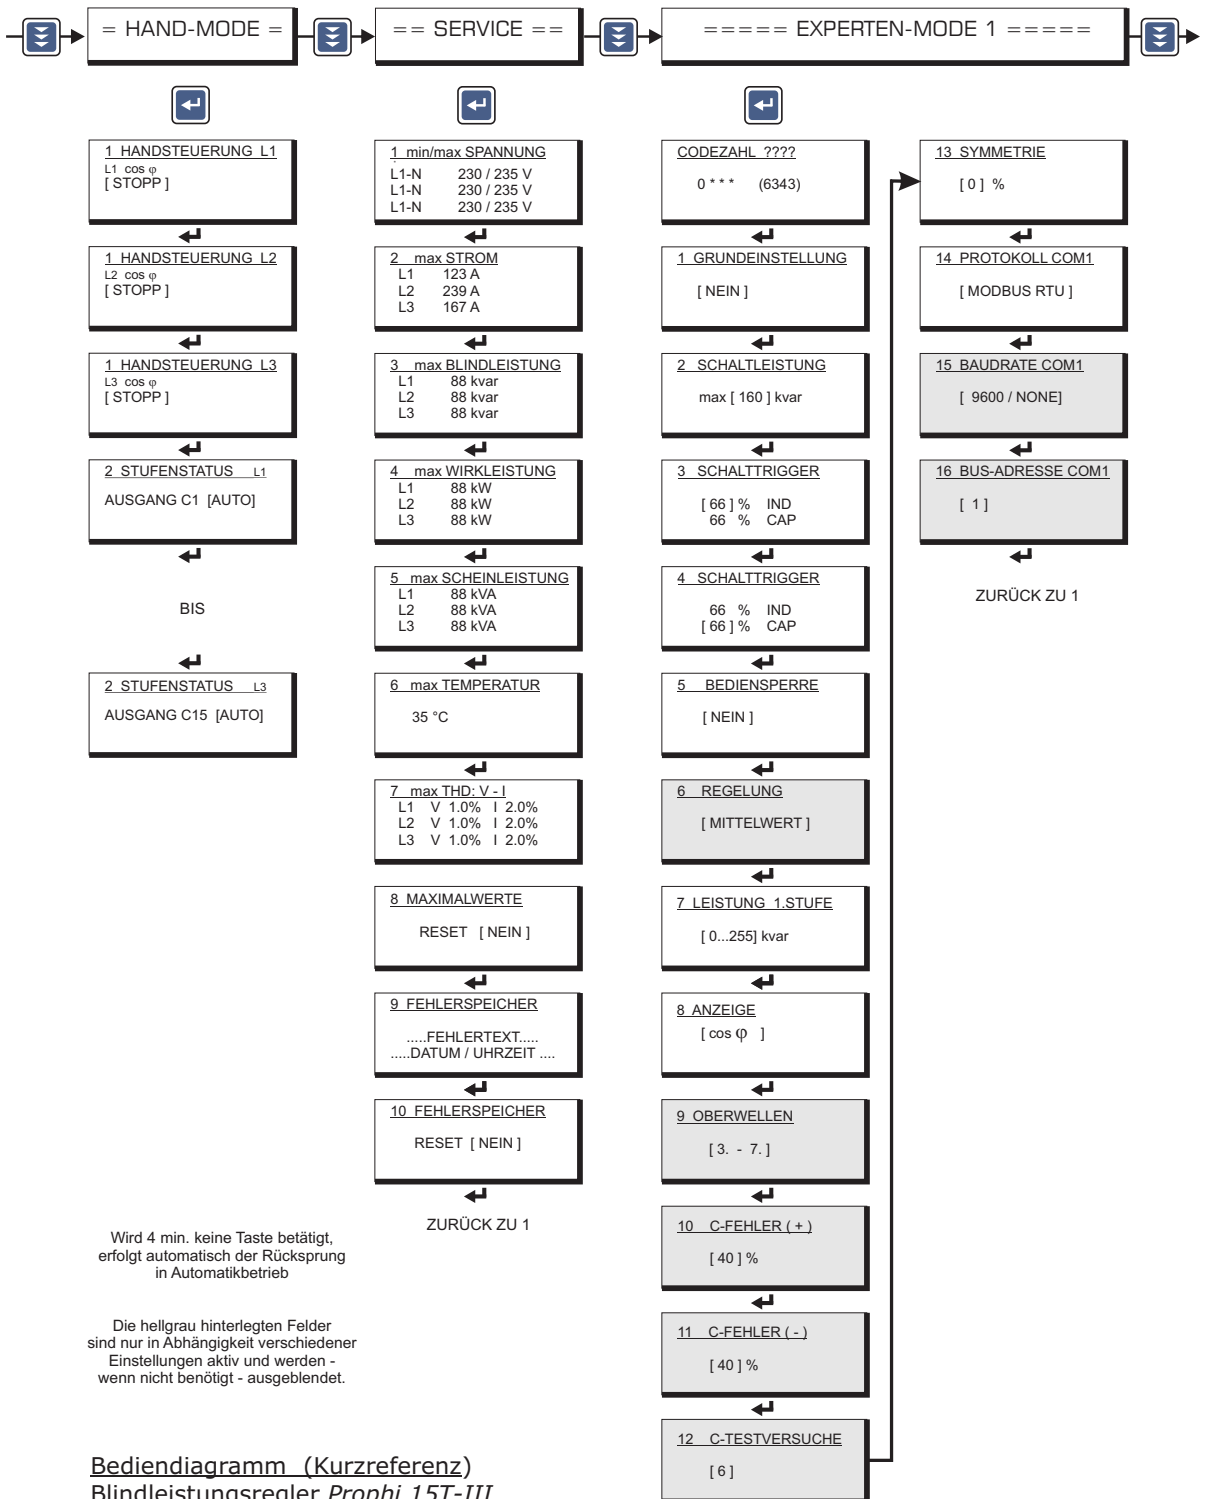 = HAND-MODE =
== SERVICE ==
===== EXPERTEN-MODE 1 =====
1 HANDSTEUERUNG L1
L1 cos φ
[ STOPP ]
1 HANDSTEUERUNG L2
L2 cos φ
[ STOPP ]
1 HANDSTEUERUNG L3
L3 cos φ
[ STOPP ]
2 STUFENSTATUS L1
AUSGANG C1 [AUTO]
BIS
2 STUFENSTATUS L3
AUSGANG C15 [AUTO]
1 min/max SPANNUNG
L1-N 230 / 235 V
L1-N 230 / 235 V
L1-N 230 / 235 V
2 max STROM
L1 123 A
L2 239 A
L3 167 A
3 max BLINDLEISTUNG
L1 88 kvar
L2 88 kvar
L3 88 kvar
4 max WIRKLEISTUNG
L1 88 kW
L2 88 kW
L3 88 kW
5 max SCHEINLEISTUNG
L1 88 kVA
L2 88 kVA
L3 88 kVA
6 max TEMPERATUR
35 °C
7 max THD: V - I
L1 V 1.0% I 2.0%
L2 V 1.0% I 2.0%
L3 V 1.0% I 2.0%
8 MAXIMALWERTE
RESET [ NEIN ]
9 FEHLERSPEICHER
.....FEHLERTEXT.....
.....DATUM / UHRZEIT ....
10 FEHLERSPEICHER
RESET [ NEIN ]
ZURÜCK ZU 1
CODEZAHL ????
0 * * * (6343)
1 GRUNDEINSTELLUNG
[ NEIN ]
2 SCHALTLEISTUNG
max [ 160 ] kvar
3 SCHALTTRIGGER
[ 66 ] % IND
66 % CAP
4 SCHALTTRIGGER
66 % IND
[ 66 ] % CAP
5 BEDIENSPERRE
[ NEIN ]
6 REGELUNG
[ MITTELWERT ]
7 LEISTUNG 1.STUFE
[ 0...255] kvar
8 ANZEIGE
[ cos φ ]
9 OBERWELLEN
[ 3. - 7. ]
10 C-FEHLER ( + )
[ 40 ] %
11 C-FEHLER ( - )
[ 40 ] %
12 C-TESTVERSUCHE
[ 6 ]
13 SYMMETRIE
[ 0 ] %
14 PROTOKOLL COM1
[ MODBUS RTU ]
15 BAUDRATE COM1
[ 9600 / NONE]
16 BUS-ADRESSE COM1
[ 1 ]
ZURÜCK ZU 1
Wird 4 min. keine Taste betätigt,
erfolgt automatisch der Rücksprung
in Automatikbetrieb
Die hellgrau hinterlegten Felder
sind nur in Abhängigkeit verschiedener
Einstellungen aktiv und werden -
wenn nicht benötigt - ausgeblendet.
Bediendiagramm (Kurzreferenz)
Blindleistungsregler Prophi 15T-III